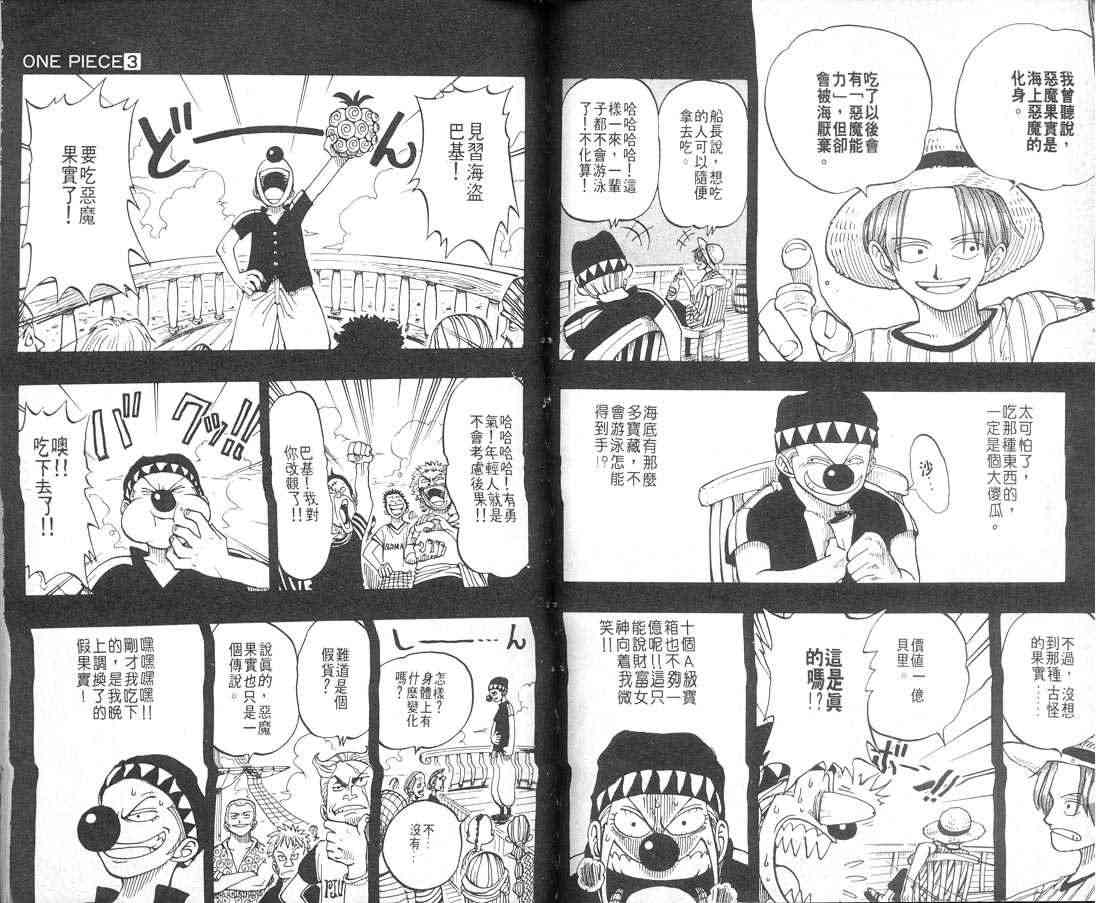 我曾聽說，
惡魔果實是
海上惡魔的
化身。
吃了以後會
有「惡魔能
力」，但卻
會被海厭棄。
船長說，想吃
的人可以隨便
拿去吃。
哈哈哈哈！這
樣一來，一輩
子都不會游泳
了！不化算！
太可怕了，
吃那種東西的，
一定是個大傻瓜。
沙…
海底有那麼
多寶藏，不
會游泳怎能
得到手!?
不過，沒想
到那種古怪
的果實……
價值一億
貝里。
這是真
的嗎!?
ボボーン
十個A級寶
箱也不夠一
億呢!!這只
能說財富女
神向着我微
笑!!
ONE PIECE 3
見習海盜
巴基！
どーーん
要吃惡魔
果實了！
哈哈哈哈！有勇
氣！年輕人就是
不會考慮後果!!
巴基！我對
你改觀了!!
バクッ!!
噢!!
吃下去了!!
しーーん
怎樣？
身體上有
什麼變化
嗎？
不…
沒有…
難道是個
假貨？
說真的，惡魔
果實也只是一
個傳說。
嘿嘿嘿嘿!!
剛才我吃下
的，是我晚
上調換了的
假果實！